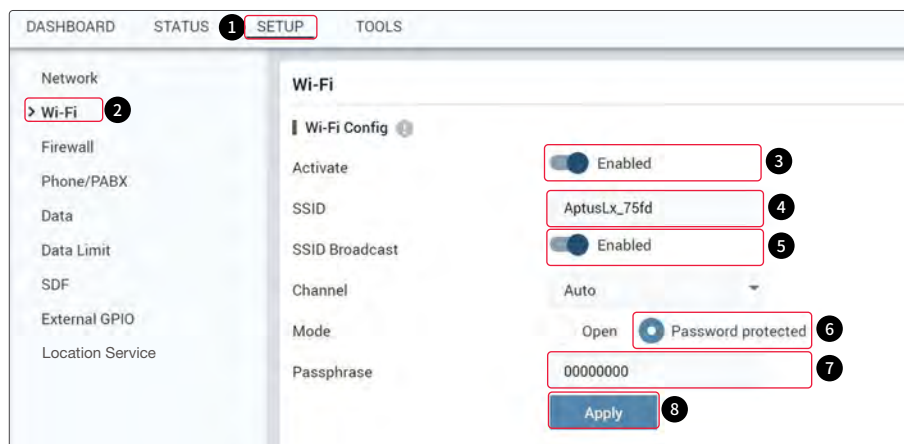 DASHBOARD STATUS 1 SETUP TOOLS
Network
> Wi-Fi 2
Firewall
Phone/PABX
Data
Data Limit
SDF
External GPIO
Location Service
Wi-Fi
Wi-Fi Config
Activate Enabled 3
SSID AptusLx_75fd 4
SSID Broadcast Enabled 5
Channel Auto
Mode Open Password protected 6
Passphrase 00000000 7
Apply 8